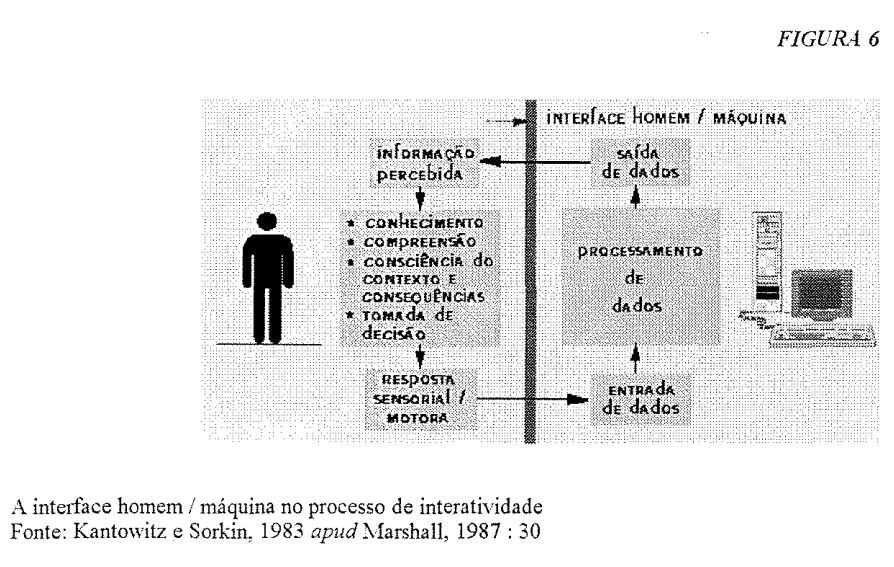 FIGURA 6
INTERFACE HOMEM / MÁQUINA
INFORMAÇÃO
PERCEBIDA
SAÍDA
DE DADOS
* CONHECIMENTO
* COMPREENSÃO
* CONSCIÊNCIA DO
CONTEXTO E
CONSEQUÊNCIAS
* TOMADA DE
DECISÃO
PROCESSAMENTO
DE
DADOS
RESPOSTA
SENSORIAL /
MOTORA
ENTRADA
DE DADOS
A interface homem / máquina no processo de interatividade
Fonte: Kantowitz e Sorkin, 1983 apud Marshall, 1987 : 30